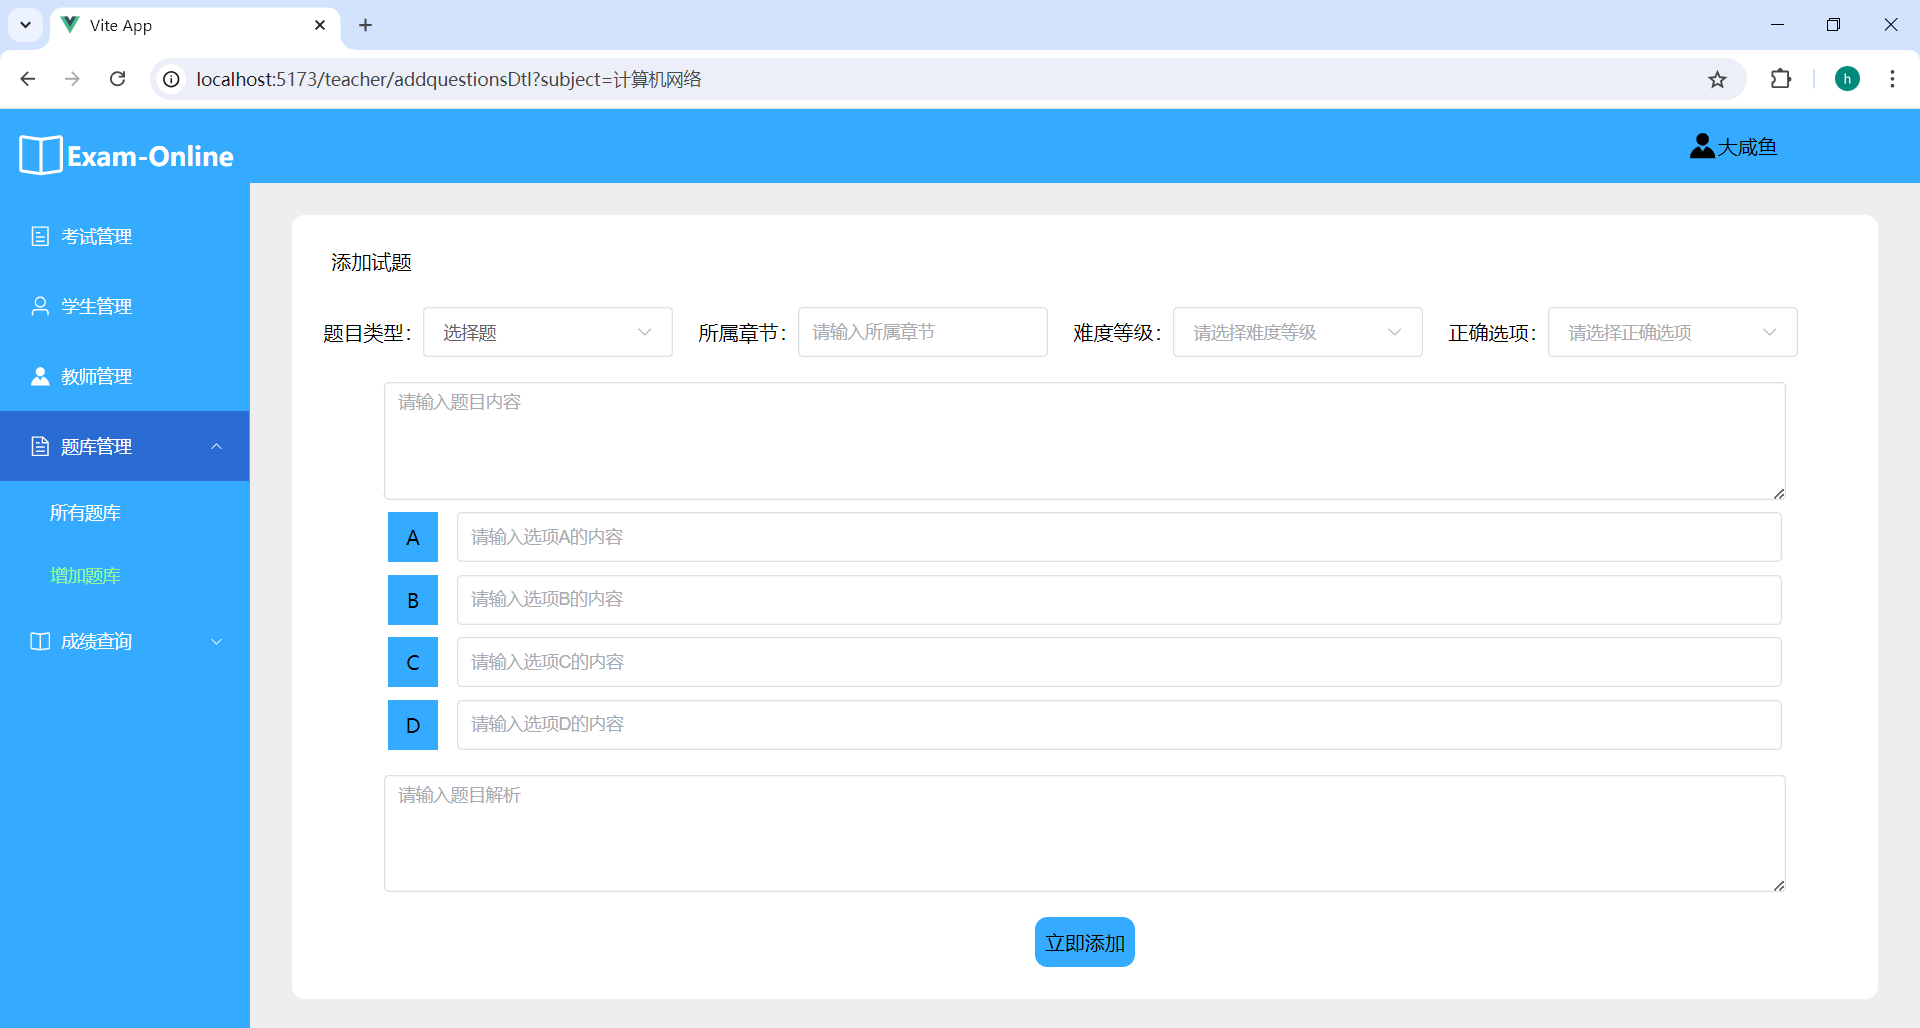 Vite App
localhost:5173/teacher/addquestionsDtl?subject=计算机网络
h
Exam-Online
大咸鱼
考试管理
学生管理
教师管理
题库管理
所有题库
增加题库
成绩查询
添加试题
题目类型： 选择题 所属章节： 请输入所属章节 难度等级： 请选择难度等级 正确选项： 请选择正确选项
请输入题目内容
A 请输入选项A的内容
B 请输入选项B的内容
C 请输入选项C的内容
D 请输入选项D的内容
请输入题目解析
立即添加